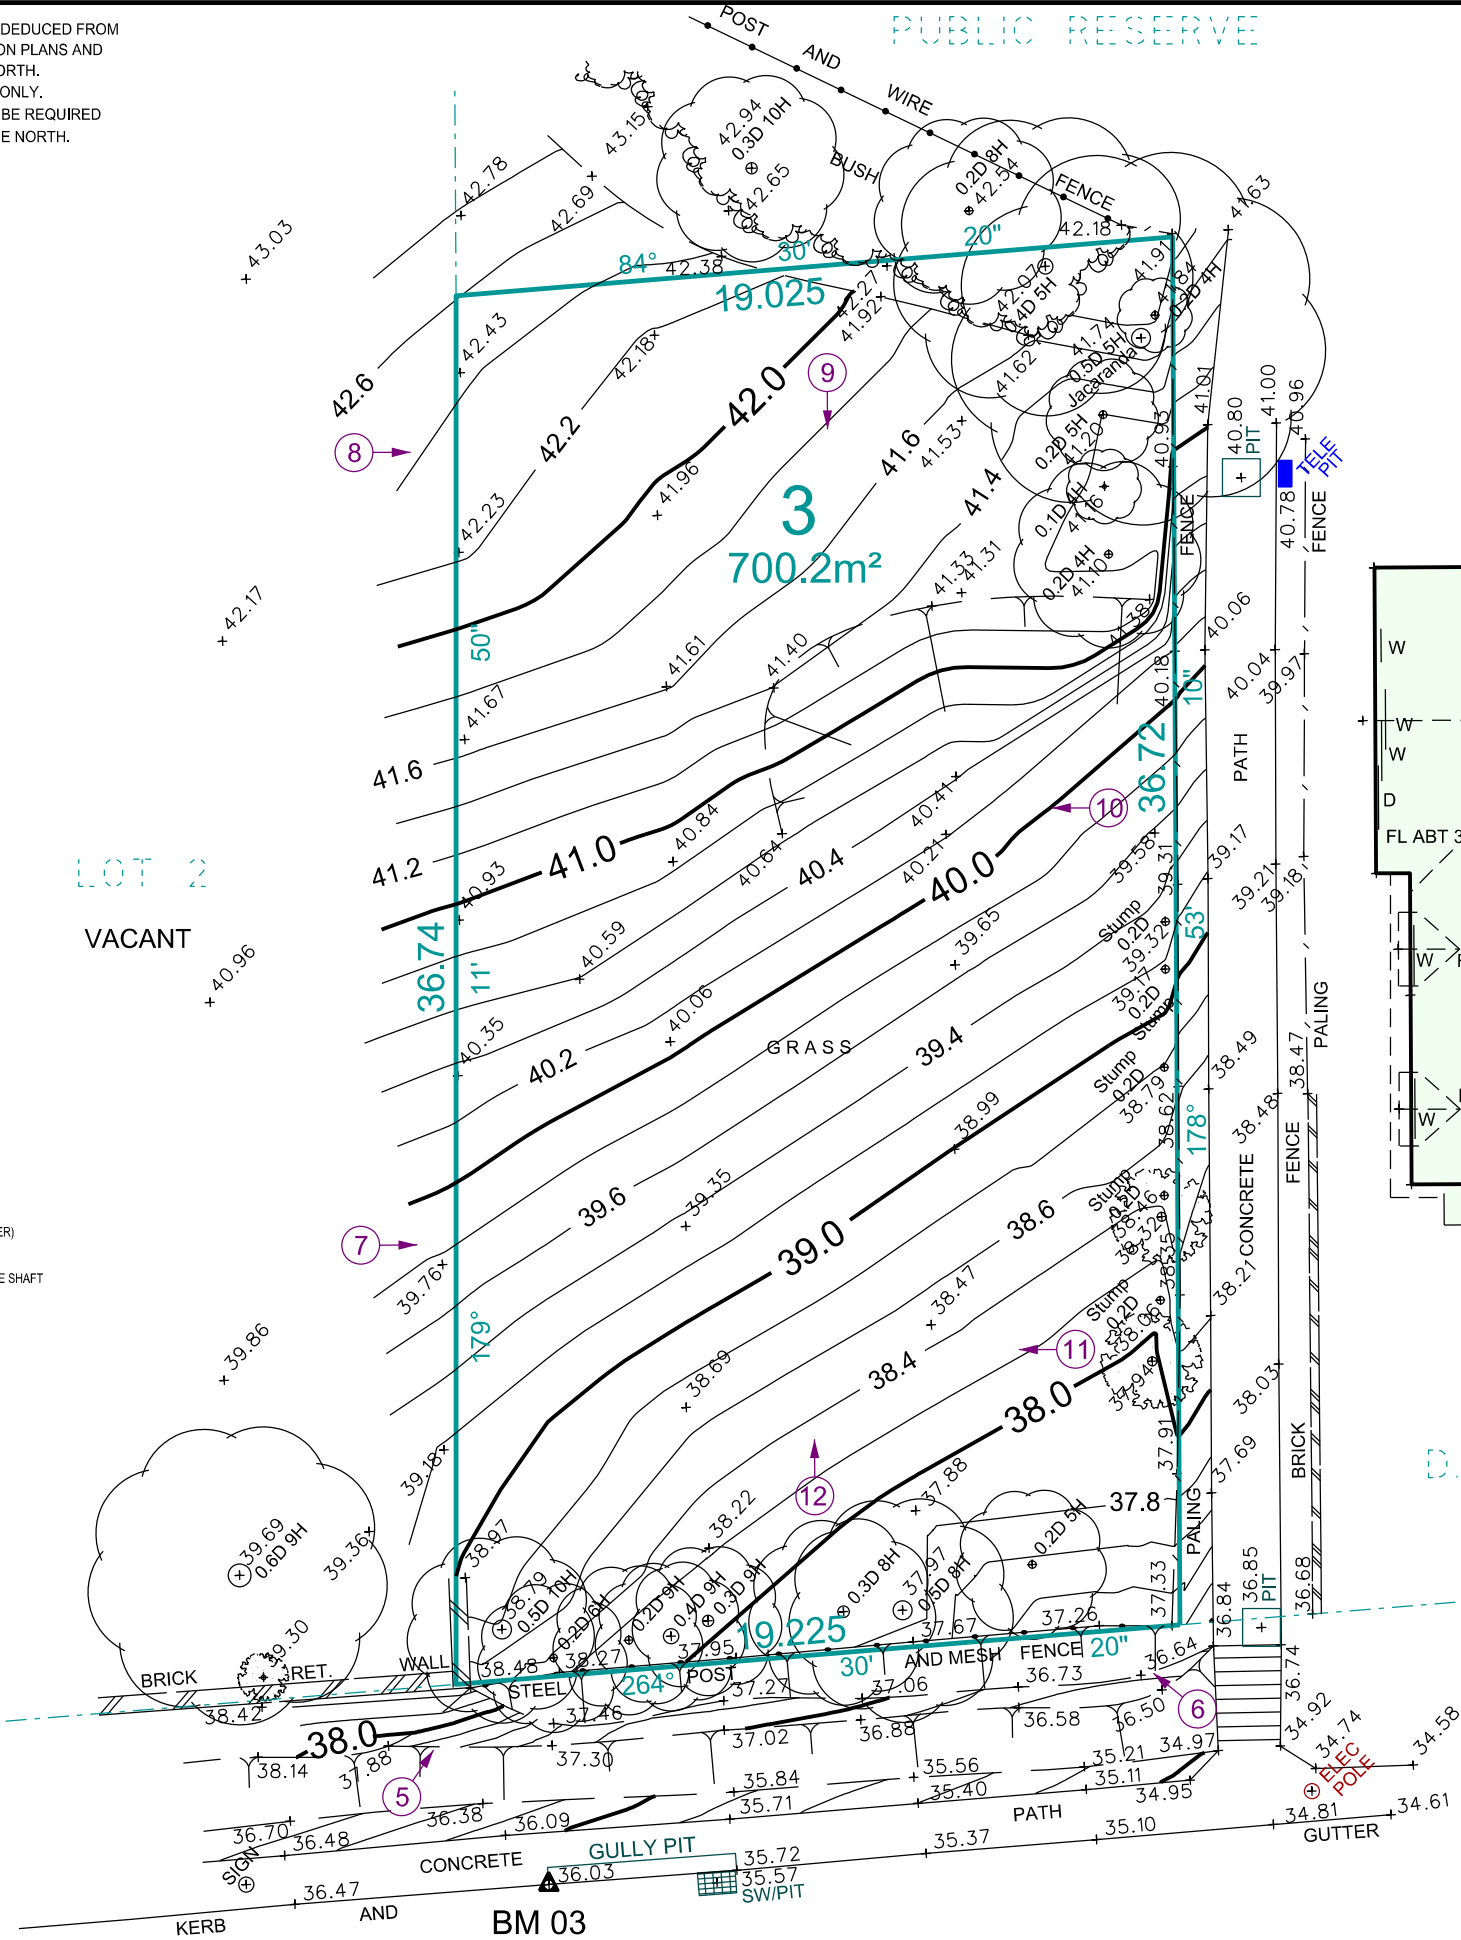 DEDUCED FROM
ON PLANS AND
ORTH.
ONLY.
BE REQUIRED
E NORTH.
PUBLIC RESERVE
POST AND WIRE FENCE
BUSH
43.15
42.94
0.3D 10H
42.78
42.69
42.65
0.2D 8H
42.54
41.63
43.03
42.18
41.91
84° 30' 20"
42.38
19.025
42.27
41.92
42.07
0.4D 5H
41.84
0.2D 4H
42.43
42.18
41.74
0.5D 5H
Jacaranda
41.62
42.6
42.2
42.0
9
41.6
41.53
41.4
0.2D 5H
41.20
40.93
41.01
40.80
PIT
41.00
40.96
TELE
PIT
8
41.96
3
700.2m²
42.23
0.1D 4H
41.16
FENCE
40.78
FENCE
0.2D 4H
41.10
41.33
41.31
42.17
50"
41.61
41.40
40.06
40.18
10"
40.04
39.97
41.67
41.6
36.72
PATH
W
W
W
D
FL ABT 3
10
40.41
40.84
40.64
40.21
41.0
40.4
40.0
39.58
39.31
39.17
39.21
39.18
LOT 2
VACANT
41.2
40.93
36.74
11'
40.59
39.65
Stump
0.2D
39.32
53'
39.17
0.2D
Stump
40.96
W
40.35
40.06
GRASS
39.4
40.2
PALING
38.49
38.47
Stump
0.2D
38.79
38.62
178°
38.48
38.99
W
FENCE
CONCRETE
39.6
39.35
38.6
Stump
0.2D
38.46
38.32
38.35
7
39.0
38.21
ER)
E SHAFT
39.76
179°
38.47
Stump
0.2D
38.06
39.86
11
38.69
38.4
38.0
37.94
38.03
37.91
37.69
BRICK
39.18
12
37.88
37.8
PALING
39.69
0.6D 9H
39.36
38.97
38.22
0.2D 5H
38.79
0.5D 10H
0.2D 6H
0.2D 9H
0.4D 9H
0.3D 9H
0.3D 8H
37.97
0.5D 8H
37.33
36.84
36.85
PIT
36.68
39.30
BRICK RET. WALL
38.48
38.27
37.95
19.225
37.67
37.26
264° 30' 20"
STEEL POST AND MESH FENCE
36.64
36.74
38.42
37.46
37.27
37.06
36.73
36.50
6
-38.0
37.88
37.30
37.02
36.88
36.58
34.97
34.92
34.74
34.58
38.14
5
35.84
35.56
35.21
ELEC
POLE
36.70
36.48
36.38
36.09
35.71
35.40
35.11
34.95
PATH
34.81
34.61
SIGN
CONCRETE
GULLY PIT
35.72
35.37
35.10
GUTTER
36.47
36.03
35.57
SW/PIT
KERB AND
BM 03